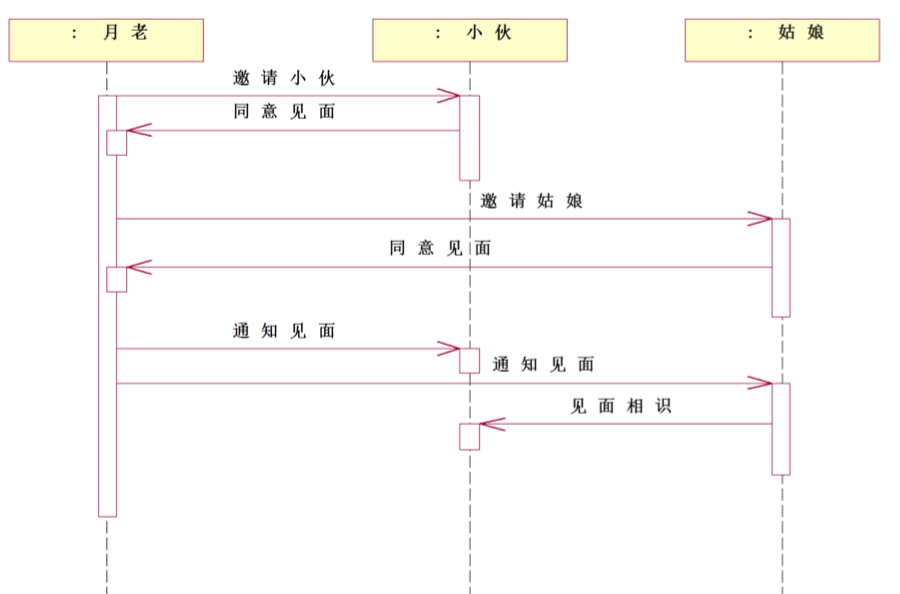 : 月老
: 小伙
: 姑娘
邀请小伙
同意见面
邀请姑娘
同意见面
通知见面
通知见面
见面相识